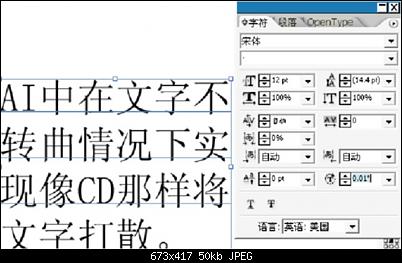 AI中在文字不
转曲情况下实
现像CD那样将
文字打散。
字符 段落 OpenType
宋体
-
12 pt
(14.4 pt)
100%
100%
自动
0
0%
自动
自动
0 pt
0.01°
T T
语言: 英语: 美国
673x417 50kb JPEG